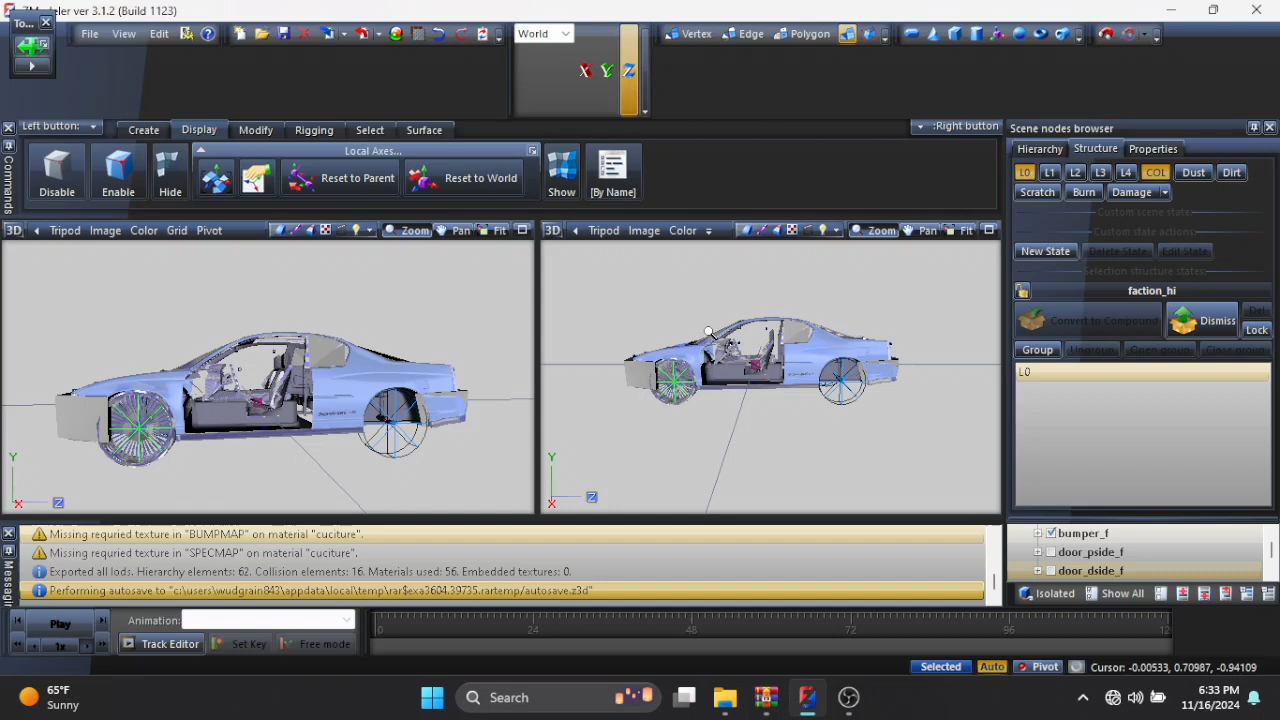 ZModeler ver 3.1.2 (Build 1123)
To...
File View Edit
World
Vertex Edge Polygon
X Y Z
Left button:
Create Display Modify Rigging Select Surface
:Right button
Commands
Local Axes...
Disable Enable Hide
Reset to Parent Reset to World
Show [By Name]
Scene nodes browser
Hierarchy Structure Properties
L0 L1 L2 L3 L4 COL Dust Dirt
Scratch Burn Damage
Custom scene state:
Custom state actions:
New State Delete State Edit State
Selection structure states:
faction_hi
Convert to Compound Dismiss Del
Lock
Group Ungroup Open group Close group
L0
3D Tripod Image Color Grid Pivot Zoom Pan Fit
3D Tripod Image Color Zoom Pan Fit
Y
X Z
Y
X Z
bumper_f
door_pside_f
door_dside_f
Isolated Show All
Messagin
Missing requried texture in "BUMPMAP" on material "cuciture".
Missing requried texture in "SPECMAP" on material "cuciture".
Exported all lods. Hierarchy elements: 62. Collision elements: 16. Materials used: 56. Embedded textures: 0.
Performing autosave to "c:\users\wudgrain843\appdata\local\temp\rar$exa3604.39735.rartemp/autosave.z3d"
Play
1x
Animation:
Track Editor Set Key Free mode
0 24 48 72 96 12
Selected Auto Pivot Cursor: -0.00533, 0.70987, -0.94109
65°F
Sunny
Search
6:33 PM
11/16/2024